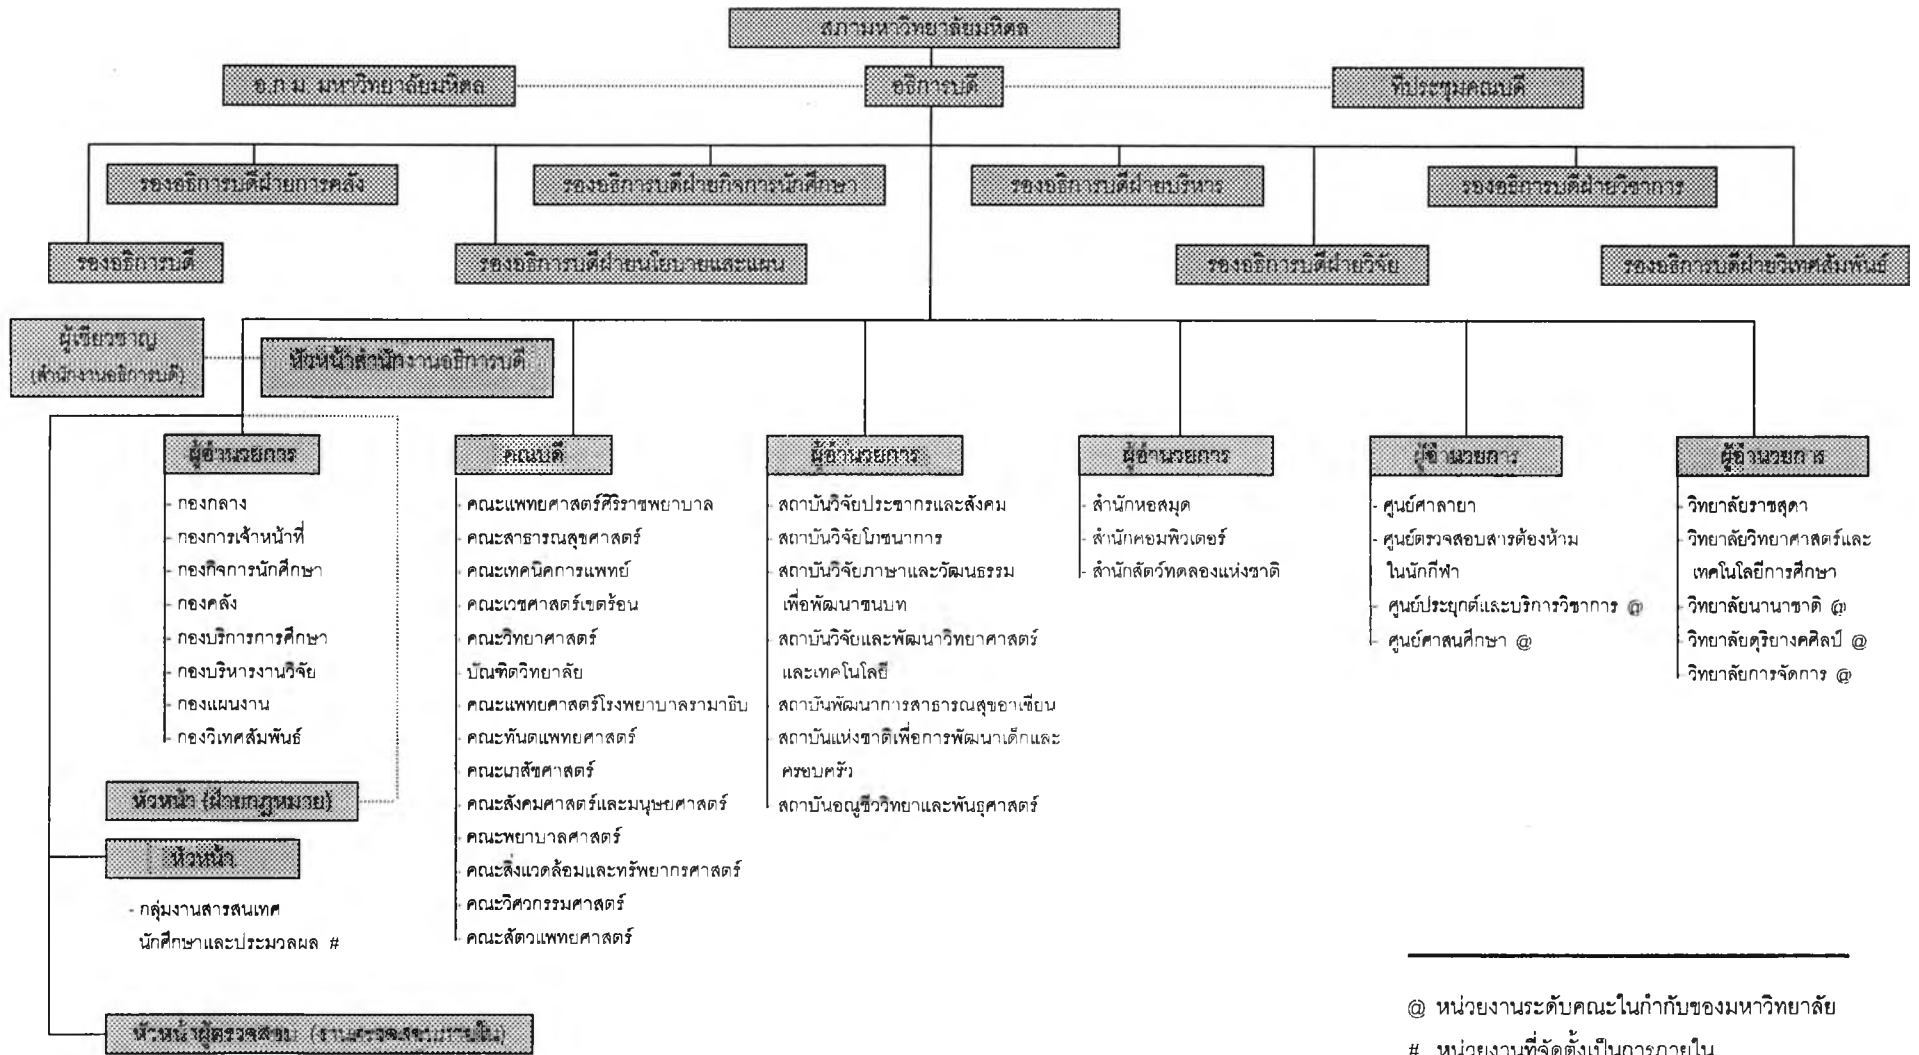 สภามหาวิทยาลัยมหิดล
อ.ก.ม. มหาวิทยาลัยมหิดล
อธิการบดี
ที่ประชุมคณบดี
รองอธิการบดีฝ่ายการคลัง
รองอธิการบดีฝ่ายกิจการนักศึกษา
รองอธิการบดีฝ่ายบริหาร
รองอธิการบดีฝ่ายวิชาการ
รองอธิการบดี
รองอธิการบดีฝ่ายนโยบายและแผน
รองอธิการบดีฝ่ายวิจัย
รองอธิการบดีฝ่ายวิเทศสัมพันธ์
ผู้เชี่ยวชาญ
(สำนักงานอธิการบดี)
หัวหน้าสำนักงานอธิการบดี
ผู้อำนวยการ
- กองกลาง
- กองการเจ้าหน้าที่
- กองกิจการนักศึกษา
- กองคลัง
- กองบริการการศึกษา
- กองบริหารงานวิจัย
- กองแผนงาน
- กองวิเทศสัมพันธ์
หัวหน้า (ฝ่ายกฎหมาย)
หัวหน้า
- กลุ่มงานสารสนเทศ
นักศึกษาและประมวลผล #
หัวหน้าผู้ตรวจสอบ (งานตรวจสอบภายใน)
คณบดี
- คณะแพทยศาสตร์ศิริราชพยาบาล
- คณะสาธารณสุขศาสตร์
- คณะเทคนิคการแพทย์
- คณะเวชศาสตร์เขตร้อน
- คณะวิทยาศาสตร์
- บัณฑิตวิทยาลัย
- คณะแพทยศาสตร์โรงพยาบาลรามาธิบ
- คณะทันตแพทยศาสตร์
- คณะเภสัชศาสตร์
- คณะสังคมศาสตร์และมนุษยศาสตร์
- คณะพยาบาลศาสตร์
- คณะสิ่งแวดล้อมและทรัพยากรศาสตร์
- คณะวิศวกรรมศาสตร์
- คณะสัตวแพทยศาสตร์
ผู้อำนวยการ
- สถาบันวิจัยประชากรและสังคม
- สถาบันวิจัยโภชนาการ
- สถาบันวิจัยภาษาและวัฒนธรรม
เพื่อพัฒนาชนบท
- สถาบันวิจัยและพัฒนาวิทยาศาสตร์
และเทคโนโลยี
- สถาบันพัฒนาการสาธารณสุขอาเซียน
- สถาบันแห่งชาติเพื่อการพัฒนาเด็กและ
ครอบครัว
- สถาบันอณูชีววิทยาและพันธุศาสตร์
ผู้อำนวยการ
- สำนักหอสมุด
- สำนักคอมพิวเตอร์
- สำนักสัตว์ทดลองแห่งชาติ
ผู้อำนวยการ
- ศูนย์ศาลายา
- ศูนย์ตรวจสอบสารต้องห้าม
ในนักกีฬา
- ศูนย์ประยุกต์และบริการวิชาการ @
- ศูนย์ศาสนศึกษา @
ผู้อำนวยการ
- วิทยาลัยราชสุดา
- วิทยาลัยวิทยาศาสตร์และ
เทคโนโลยีการศึกษา
- วิทยาลัยนานาชาติ @
- วิทยาลัยดุริยางคศิลป์ @
- วิทยาลัยการจัดการ @
@ หน่วยงานระดับคณะในกำกับของมหาวิทยาลัย
# หน่วยงานที่จัดตั้งเป็นการภายใน